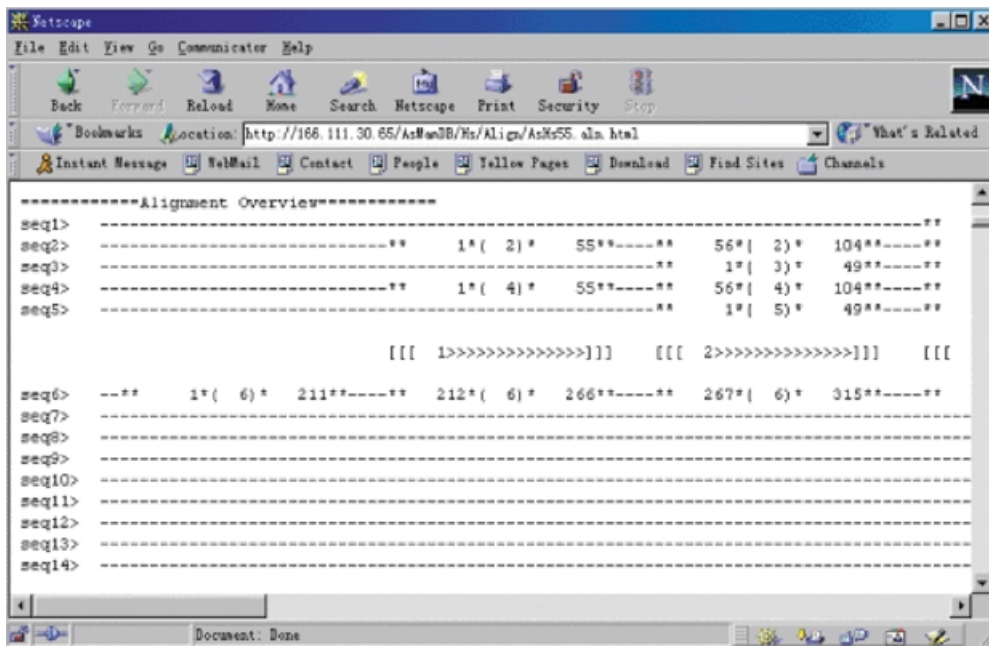 Netscape
File Edit View Go Communicator Help
Back Forward Reload Home Search Netscape Print Security Stop
N
Bookmarks Location: http://166.111.30.65/AsMamDB/Hs/Align/AsHs55.aln.html What's Related
Instant Message WebMail Contact People Yellow Pages Download Find Sites Channels
============Alignment Overview============
seq1> ------------------------------------------------------------------------------------**
seq2> -----------------------------** 1*( 2)* 55**----** 56*( 2)* 104**----**
seq3> ---------------------------------------------------------** 1*( 3)* 49**----**
seq4> -----------------------------** 1*( 4)* 55**----** 56*( 4)* 104**----**
seq5> ---------------------------------------------------------** 1*( 5)* 49**----**
[[[ 1>>>>>>>>>>>>>>>]]] [[[ 2>>>>>>>>>>>>>>>]]] [[[
seq6> --** 1*( 6)* 211**----** 212*( 6)* 266**----** 267*( 6)* 315**----**
seq7> -----------------------------------------------------------------------------------------
seq8> -----------------------------------------------------------------------------------------
seq9> -----------------------------------------------------------------------------------------
seq10> -----------------------------------------------------------------------------------------
seq11> -----------------------------------------------------------------------------------------
seq12> -----------------------------------------------------------------------------------------
seq13> -----------------------------------------------------------------------------------------
seq14> -----------------------------------------------------------------------------------------
Document: Done